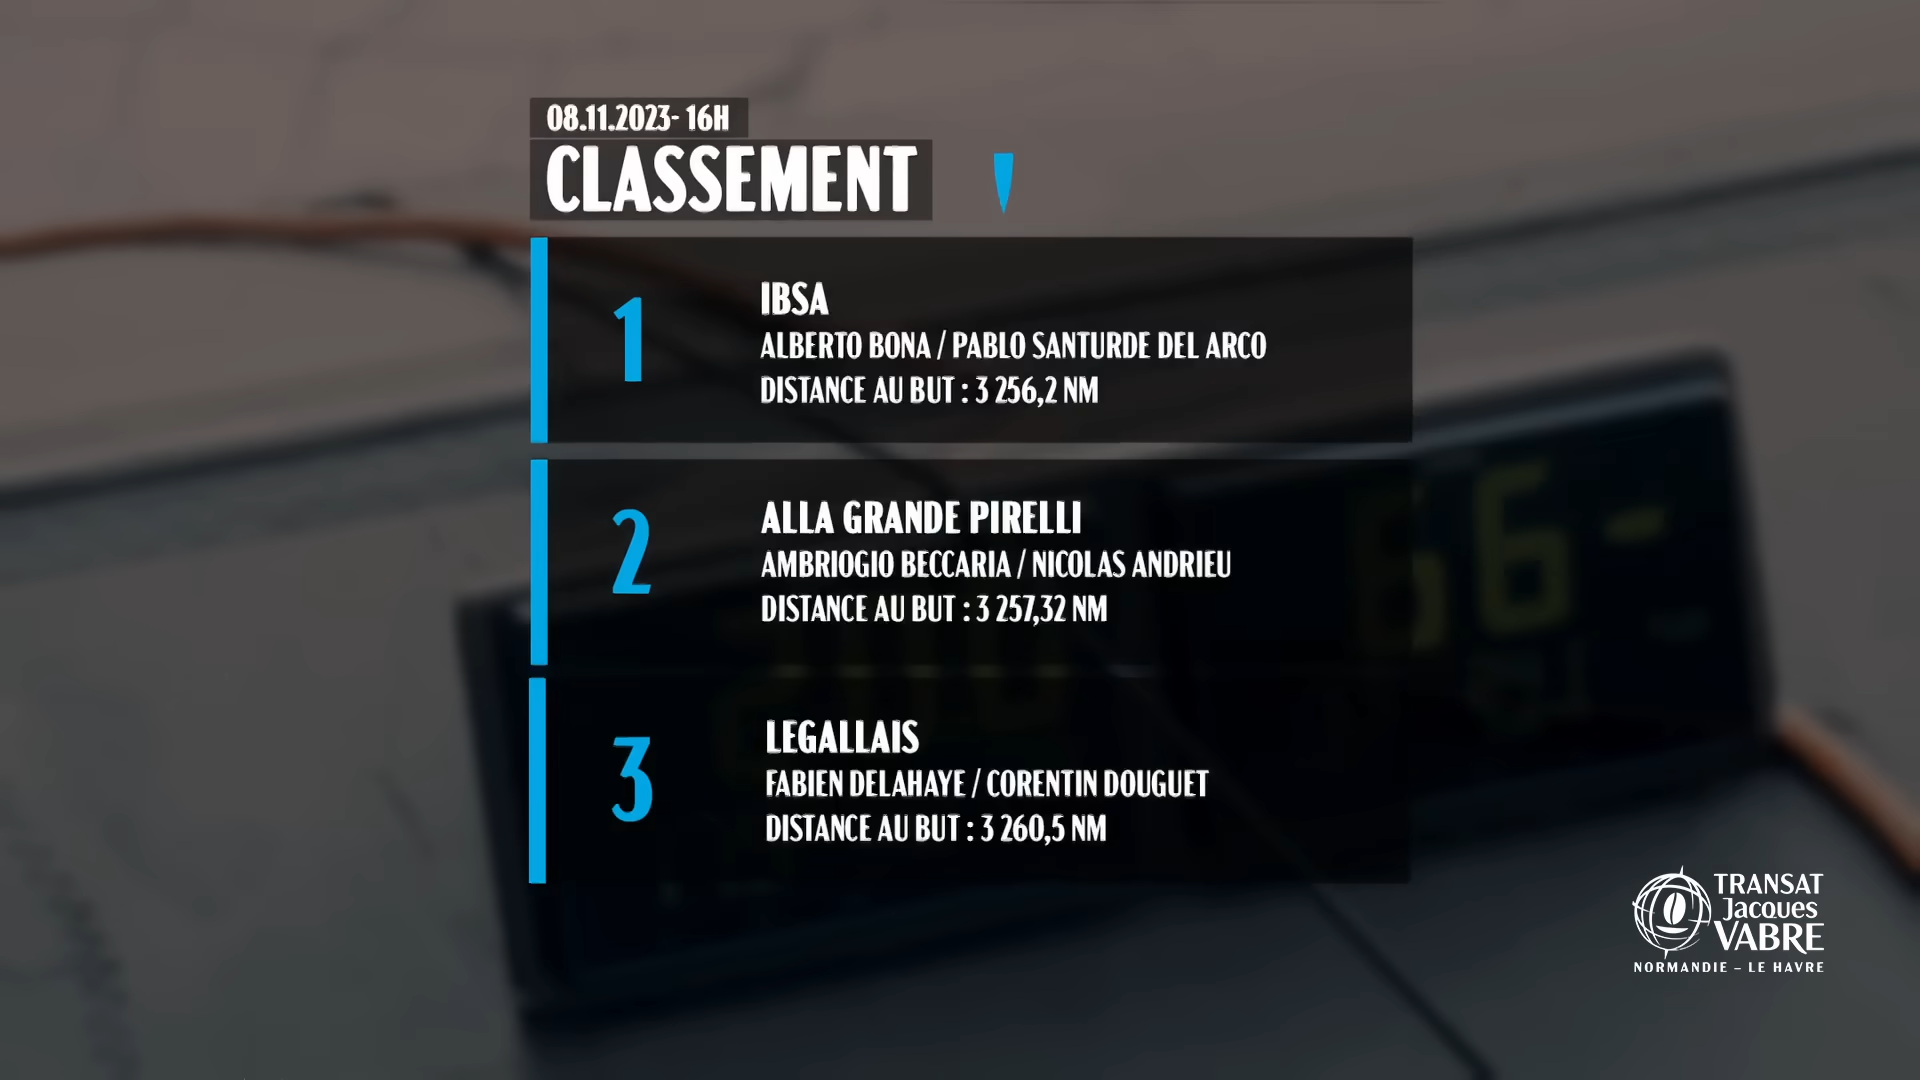 08.11.2023- 16H
CLASSEMENT
1
IBSA
ALBERTO BONA / PABLO SANTURDE DEL ARCO
DISTANCE AU BUT : 3 256,2 NM
2
ALLA GRANDE PIRELLI
AMBRIOGIO BECCARIA / NICOLAS ANDRIEU
DISTANCE AU BUT : 3 257,32 NM
3
LEGALLAIS
FABIEN DELAHAYE / CORENTIN DOUGUET
DISTANCE AU BUT : 3 260,5 NM
TRANSAT
Jacques
VABRE
NORMANDIE – LE HAVRE